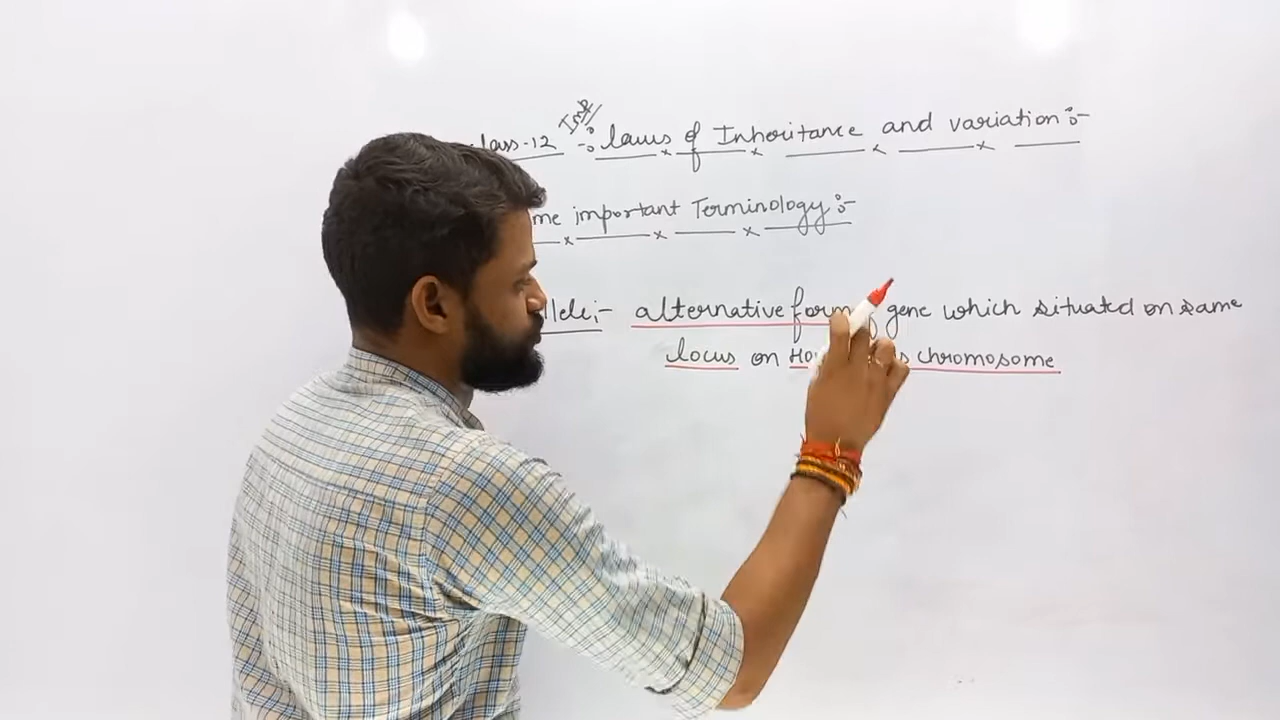 lass-12 Imp :- laws of Inheritance and variation :-
me important Terminology :-
llele :- alternative form gene which situated on same
locus on Ho s chromosome